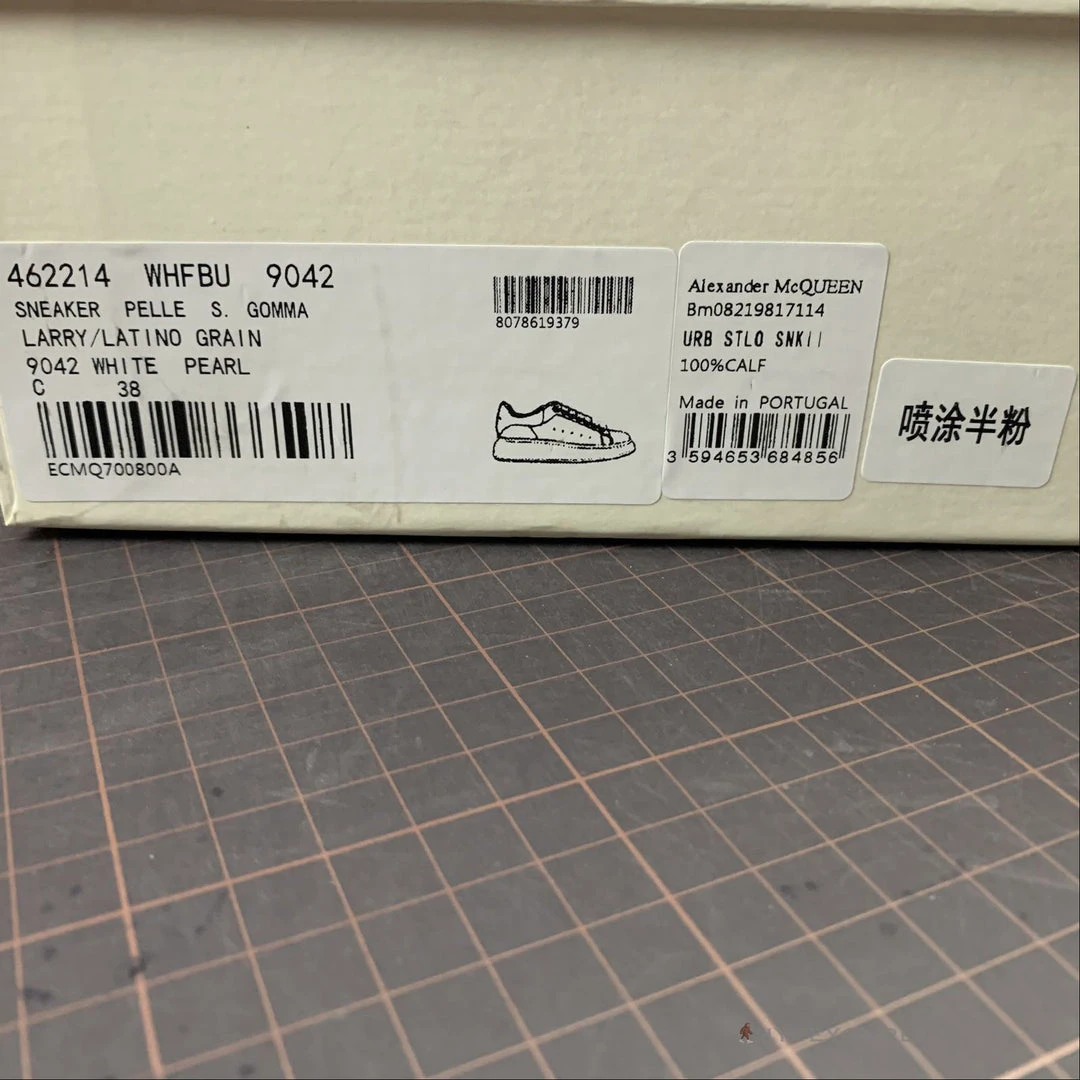 462214 WHFBU 9042
SNEAKER PELLE S. GOMMA
LARRY/LATINO GRAIN
9042 WHITE PEARL
C 38
ECMQ700800A
8078619379
Alexander McQUEEN
Bm08219817114
URB STLO SNKII
100%CALF
Made in PORTUGAL
3 594653 684856
喷涂半粉